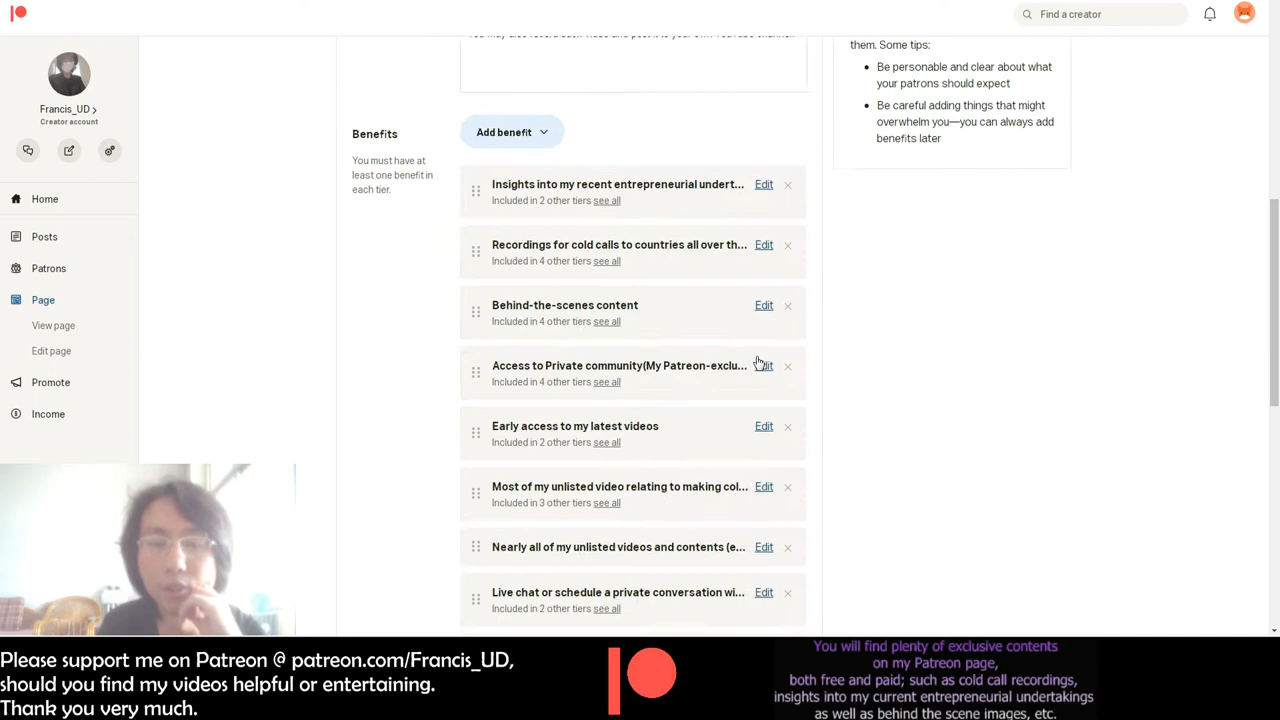 Find a creator
Francis_UD
Creator account
Home
Posts
Patrons
Page
View page
Edit page
Promote
Income
Benefits
You must have at
least one benefit in
each tier.
Add benefit
Insights into my recent entrepreneurial undert... Edit
Included in 2 other tiers see all
Recordings for cold calls to countries all over th... Edit
Included in 4 other tiers see all
Behind-the-scenes content Edit
Included in 4 other tiers see all
Access to Private community(My Patreon-exclu... Edit
Included in 4 other tiers see all
Early access to my latest videos Edit
Included in 2 other tiers see all
Most of my unlisted video relating to making col... Edit
Included in 3 other tiers see all
Nearly all of my unlisted videos and contents (e... Edit
Live chat or schedule a private conversation wi... Edit
Included in 2 other tiers see all
them. Some tips:
Be personable and clear about what
your patrons should expect
Be careful adding things that might
overwhelm you—you can always add
benefits later
Please support me on Patreon @ patreon.com/Francis_UD,
should you find my videos helpful or entertaining.
Thank you very much.
You will find plenty of exclusive contents
on my Patreon page,
both free and paid; such as cold call recordings,
insights into my current entrepreneurial undertakings
as well as behind the scene images, etc.